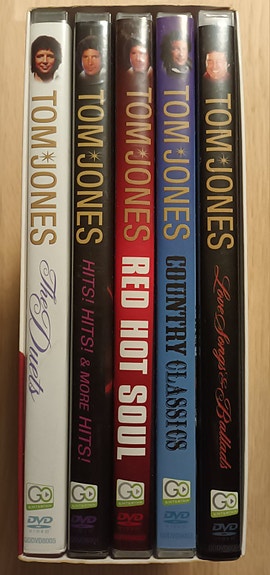 TOM*JONES The Duets
GO
DVD
TOM*JONES HITS! HITS! & MORE HITS!
GO
DVD
TOM*JONES RED HOT SOUL
GO
DVD
TOM*JONES COUNTRY CLASSICS
GO
DVD
TOM*JONES Love Songs & Ballads
GO
DVD